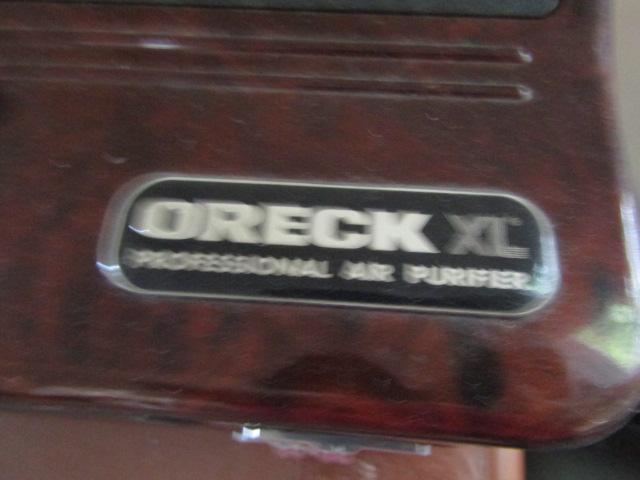 ORECK XL
PROFESSIONAL AIR PURIFIER